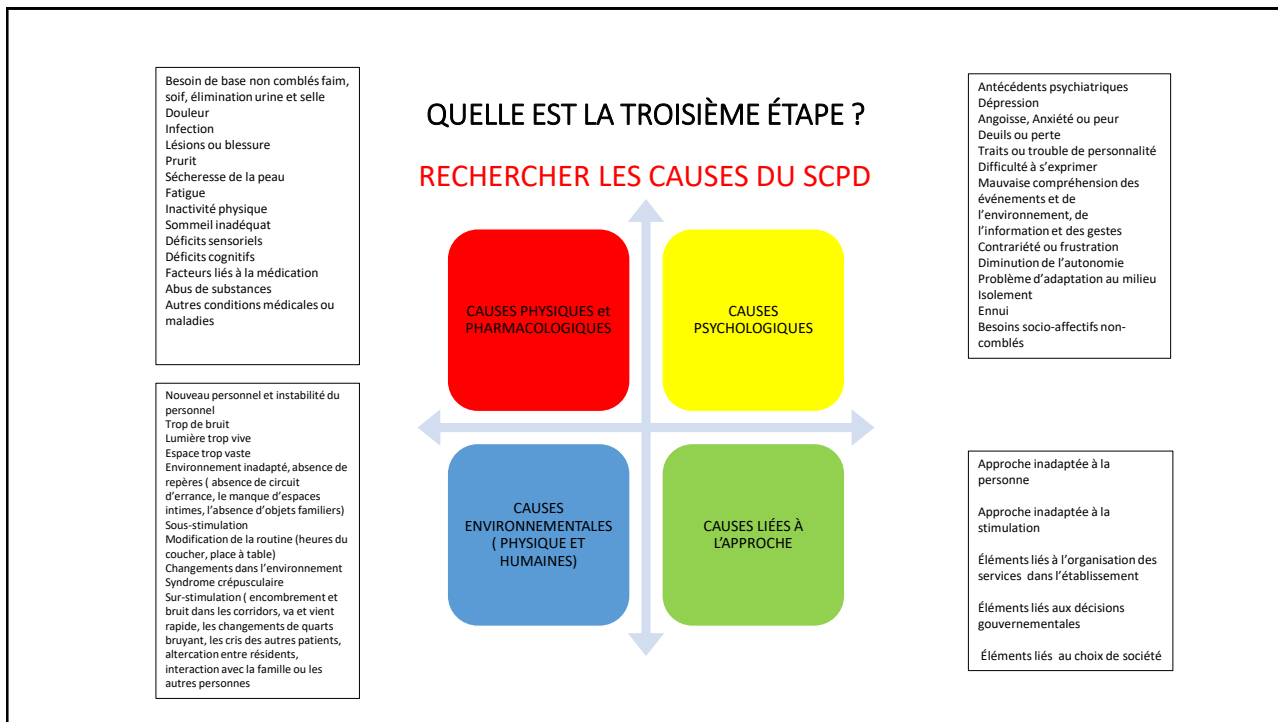 QUELLE EST LA TROISIÈME ÉTAPE ?
RECHERCHER LES CAUSES DU SCPD
Besoin de base non comblés faim,
soif, élimination urine et selle
Douleur
Infection
Lésions ou blessure
Prurit
Sécheresse de la peau
Fatigue
Inactivité physique
Sommeil inadéquat
Déficits sensoriels
Déficits cognitifs
Facteurs liés à la médication
Abus de substances
Autres conditions médicales ou
maladies
CAUSES PHYSIQUES et
PHARMACOLOGIQUES
CAUSES
PSYCHOLOGIQUES
Antécédents psychiatriques
Dépression
Angoisse, Anxiété ou peur
Deuils ou perte
Traits ou trouble de personnalité
Difficulté à s'exprimer
Mauvaise compréhension des
événements et de
l'environnement, de
l'information et des gestes
Contrariété ou frustration
Diminution de l'autonomie
Problème d'adaptation au milieu
Isolement
Ennui
Besoins socio-affectifs non-
comblés
Nouveau personnel et instabilité du
personnel
Trop de bruit
Lumière trop vive
Espace trop vaste
Environnement inadapté, absence de
repères ( absence de circuit
d'errance, le manque d'espaces
intimes, l'absence d'objets familiers)
Sous-stimulation
Modification de la routine (heures du
coucher, place à table)
Changements dans l'environnement
Syndrome crépusculaire
Sur-stimulation ( encombrement et
bruit dans les corridors, va et vient
rapide, les changements de quarts
bruyant, les cris des autres patients,
altercation entre résidents,
interaction avec la famille ou les
autres personnes
CAUSES
ENVIRONNEMENTALES
( PHYSIQUE ET
HUMAINES)
CAUSES LIÉES À
L'APPROCHE
Approche inadaptée à la
personne
Approche inadaptée à la
stimulation
Éléments liés à l'organisation des
services dans l'établissement
Éléments liés aux décisions
gouvernementales
Éléments liés au choix de société